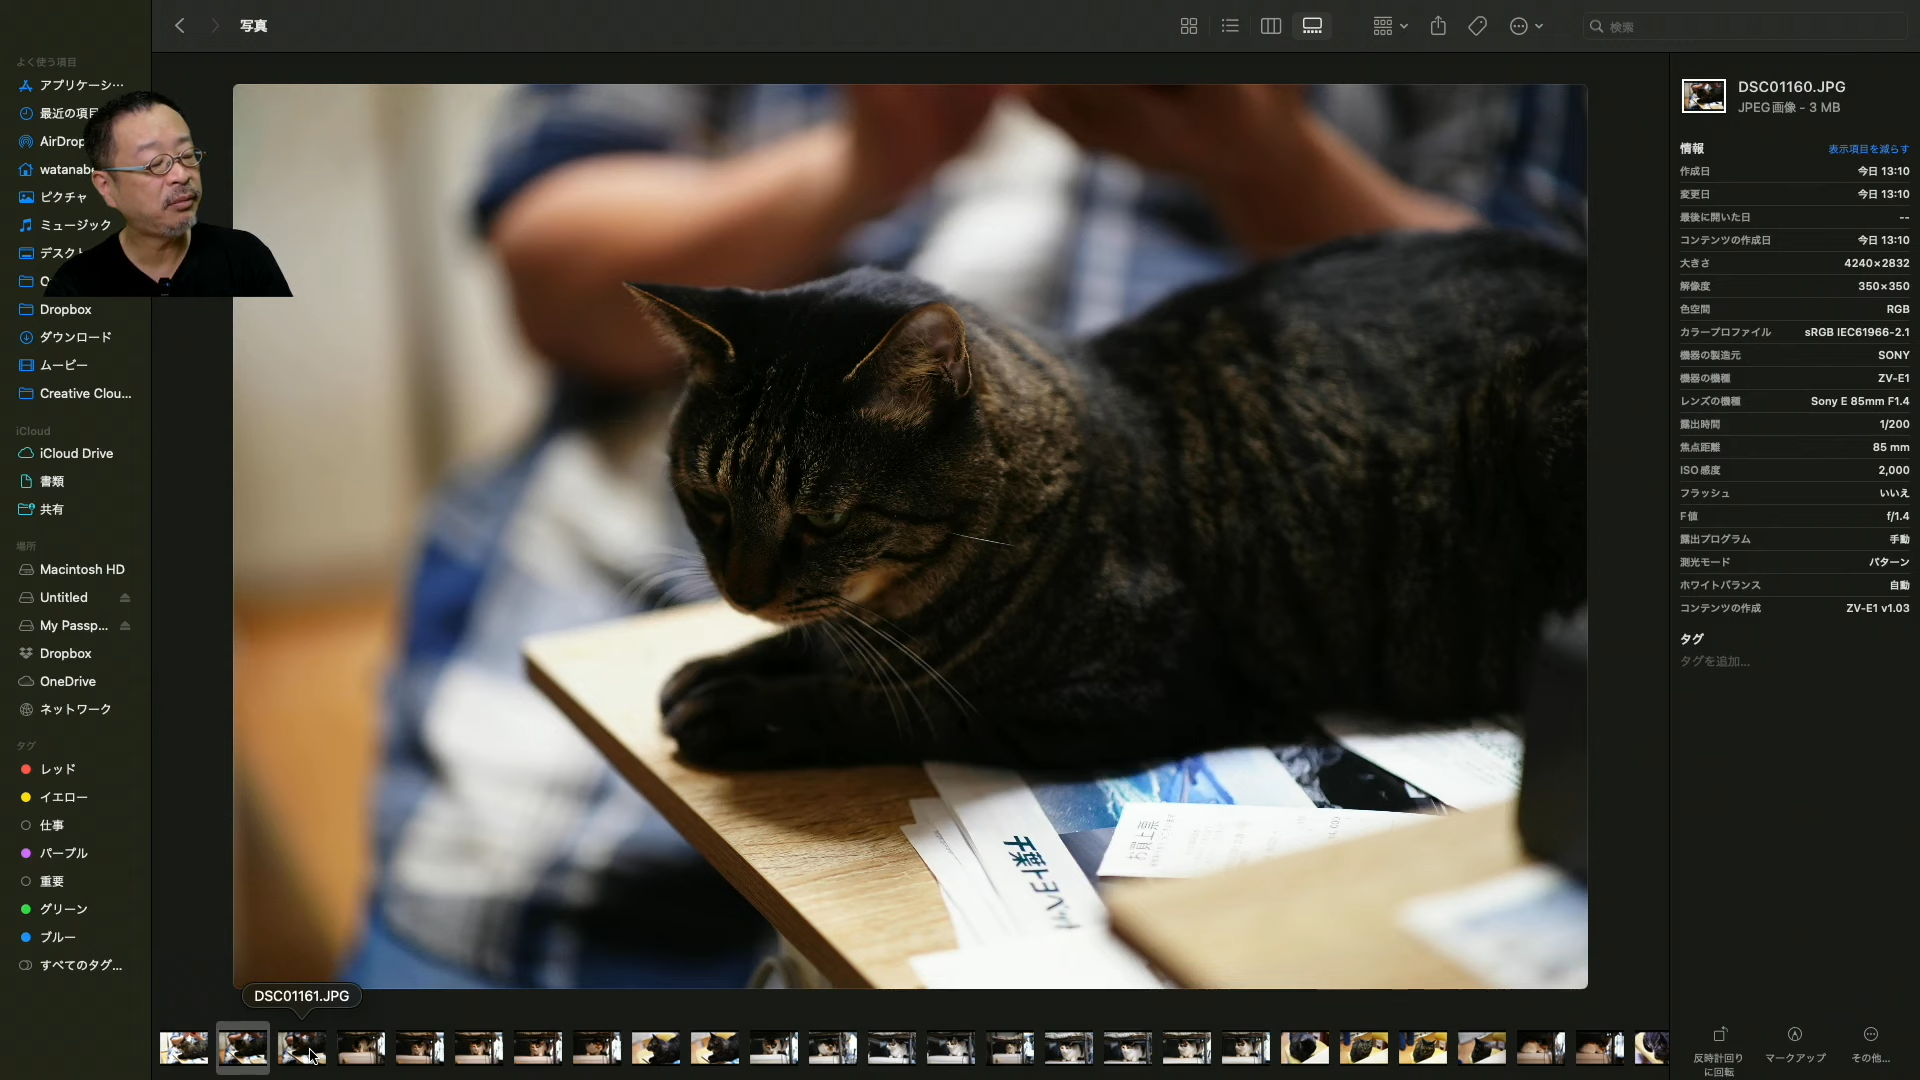 写真
検索
よく使う項目
アプリケーシ…
最近の項目
AirDrop
watanabe
ピクチャ
ミュージック
デスクト
Dropbox
ダウンロード
ムービー
Creative Clou...
iCloud
iCloud Drive
書類
共有
場所
Macintosh HD
Untitled
My Passp...
Dropbox
OneDrive
ネットワーク
タグ
レッド
イエロー
仕事
パープル
重要
グリーン
ブルー
すべてのタグ...
千葉トヨペット
お買上票
DSC01161.JPG
DSC01160.JPG
JPEG画像 - 3 MB
情報 表示項目を減らす
作成日 今日 13:10
変更日 今日 13:10
最後に開いた日 --
コンテンツの作成日 今日 13:10
大きさ 4240×2832
解像度 350×350
色空間 RGB
カラープロファイル sRGB IEC61966-2.1
機器の製造元 SONY
機器の機種 ZV-E1
レンズの機種 Sony E 85mm F1.4
露出時間 1/200
焦点距離 85 mm
ISO感度 2,000
フラッシュ いいえ
F値 f/1.4
露出プログラム 手動
測光モード パターン
ホワイトバランス 自動
コンテンツの作成 ZV-E1 v1.03
タグ
タグを追加...
反時計回り
に回転
マークアップ
その他...